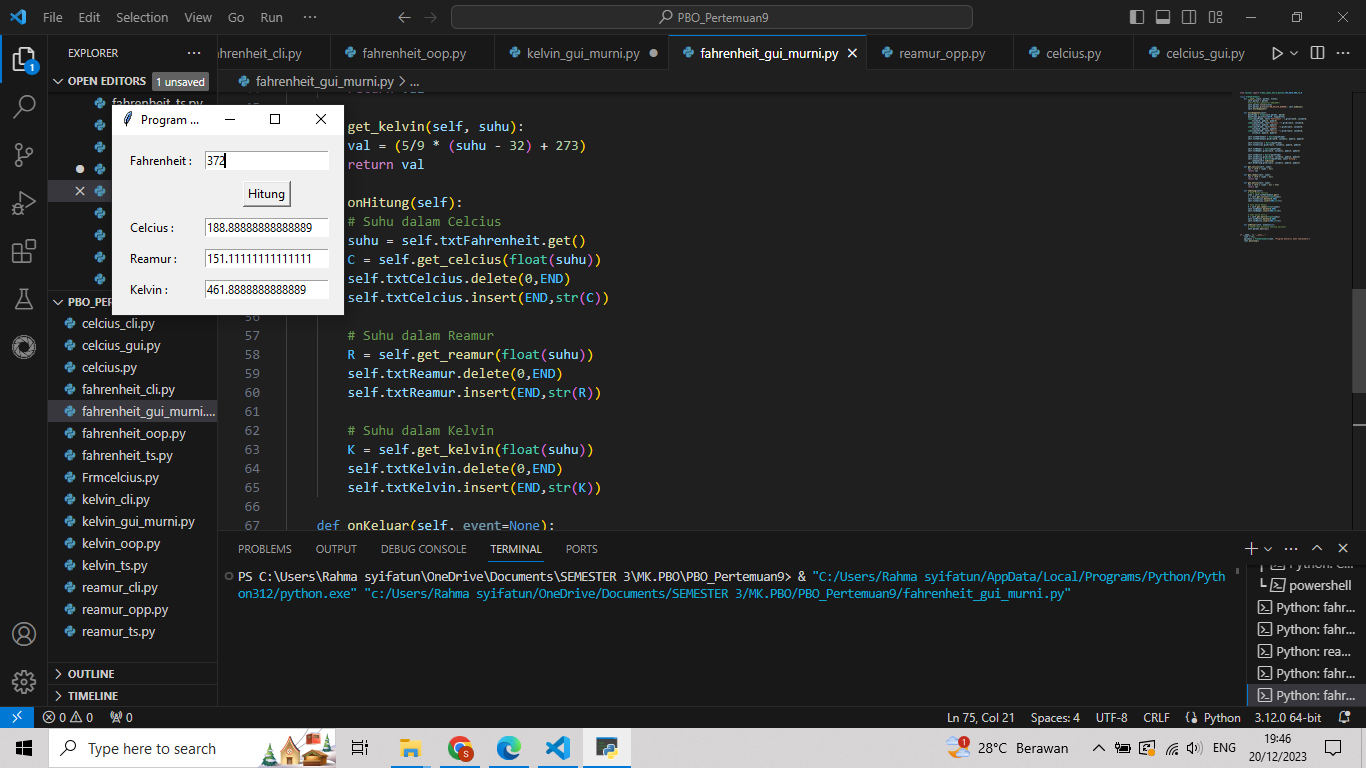 File Edit Selection View Go Run ··· PBO_Pertemuan9
EXPLORER ···
OPEN EDITORS 1 unsaved
fahrenheit_ts.py
fahrenheit_cli.py fahrenheit_oop.py kelvin_gui_murni.py fahrenheit_gui_murni.py reamur_opp.py celcius.py celcius_gui.py ···
fahrenheit_gui_murni.py > ...
Program ...
Fahrenheit : 372
Hitung
Celcius : 188.88888888888889
Reamur : 151.11111111111111
Kelvin : 461.8888888888889
return val
get_kelvin(self, suhu):
val = (5/9 * (suhu - 32) + 273)
return val
onHitung(self):
# Suhu dalam Celcius
suhu = self.txtFahrenheit.get()
C = self.get_celcius(float(suhu))
self.txtCelcius.delete(0,END)
self.txtCelcius.insert(END,str(C))
56
57 # Suhu dalam Reamur
58 R = self.get_reamur(float(suhu))
59 self.txtReamur.delete(0,END)
60 self.txtReamur.insert(END,str(R))
61
62 # Suhu dalam Kelvin
63 K = self.get_kelvin(float(suhu))
64 self.txtKelvin.delete(0,END)
65 self.txtKelvin.insert(END,str(K))
66
67 def onKeluar(self, event=None):
PBO_PE
celcius_cli.py
celcius_gui.py
celcius.py
fahrenheit_cli.py
fahrenheit_gui_murni....
fahrenheit_oop.py
fahrenheit_ts.py
Frmcelcius.py
kelvin_cli.py
kelvin_gui_murni.py
kelvin_oop.py
kelvin_ts.py
reamur_cli.py
reamur_opp.py
reamur_ts.py
OUTLINE
TIMELINE
PROBLEMS OUTPUT DEBUG CONSOLE TERMINAL PORTS
PS C:\Users\Rahma syifatun\OneDrive\Documents\SEMESTER 3\MK.PBO\PBO_Pertemuan9> & "C:/Users/Rahma syifatun/AppData/Local/Programs/Python/Pyth
on312/python.exe" "c:/Users/Rahma syifatun/OneDrive/Documents/SEMESTER 3/MK.PBO/PBO_Pertemuan9/fahrenheit_gui_murni.py"
powershell
Python: fahr...
Python: fahr...
Python: rea...
Python: fahr...
Python: fahr...
0 0 0 Ln 75, Col 21 Spaces: 4 UTF-8 CRLF Python 3.12.0 64-bit
Type here to search 28°C Berawan ENG 19:46
20/12/2023